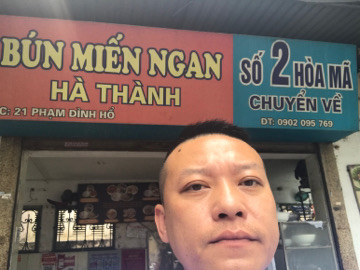 BÚN MIẾN NGAN
HÀ THÀNH
C: 21 PHẠM ĐÌNH HỔ
SỐ 2 HÒA MÃ
CHUYỂN VỀ
ĐT: 0902 095 769